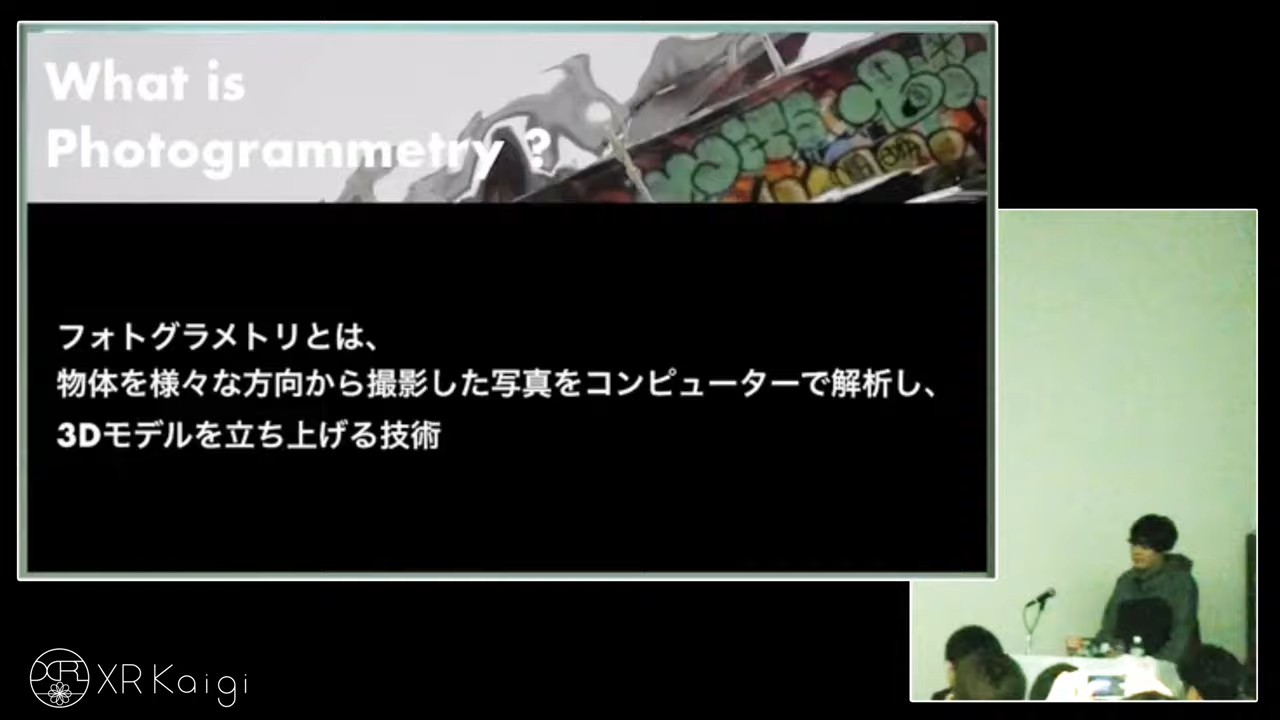 What is
Photogrammetry ?
フォトグラメトリとは、
物体を様々な方向から撮影した写真をコンピューターで解析し、
3Dモデルを立ち上げる技術
XR Kaigi